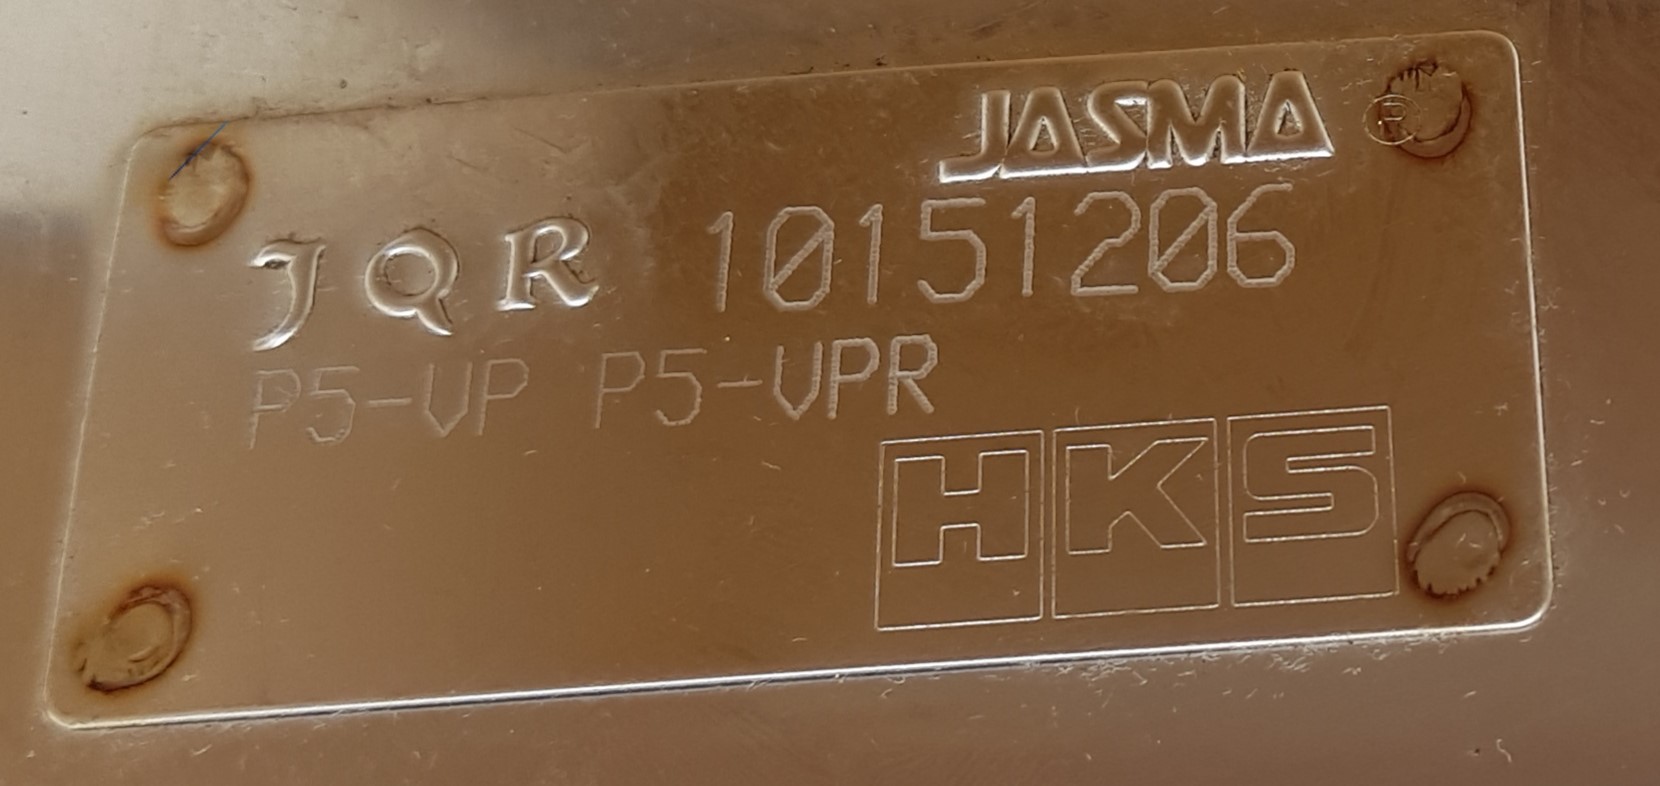 JASMA ®
JQR 10151206
P5-VP P5-VPR
HKS